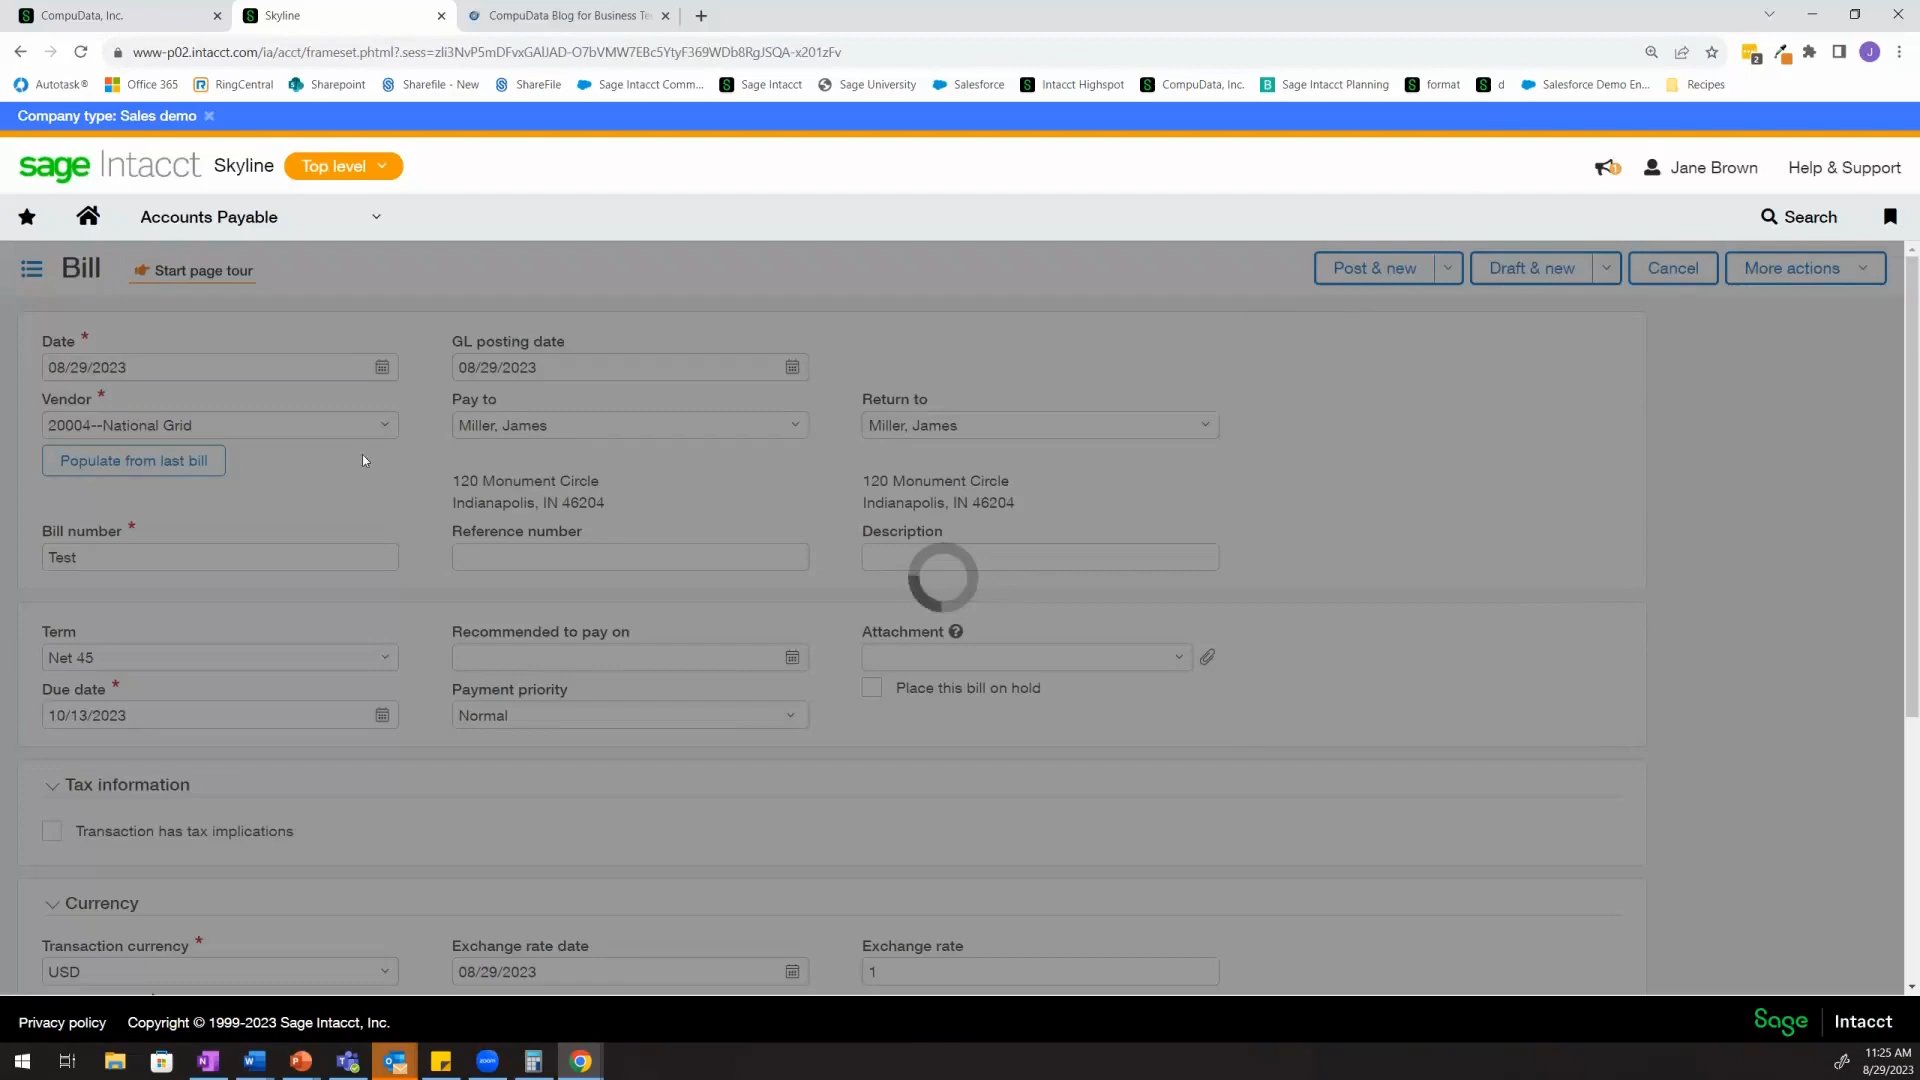 CompuData, Inc.
Skyline
CompuData Blog for Business Te
www-p02.intacct.com/ia/acct/frameset.phtml?.sess=zli3NvP5mDFvxGAlJAD-O7bVMW7EBc5YtyF369WDb8RgJSQA-x201zFv
Autotask® Office 365 RingCentral Sharepoint Sharefile - New ShareFile Sage Intacct Comm... Sage Intacct Sage University Salesforce Intacct Highspot CompuData, Inc. Sage Intacct Planning format d Salesforce Demo En... Recipes
Company type: Sales demo
sage Intacct Skyline Top level
1 Jane Brown Help & Support
Accounts Payable
Search
Bill Start page tour
Post & new Draft & new Cancel More actions
Date * GL posting date
08/29/2023 08/29/2023
Vendor * Pay to Return to
20004--National Grid Miller, James Miller, James
Populate from last bill
120 Monument Circle 120 Monument Circle
Indianapolis, IN 46204 Indianapolis, IN 46204
Bill number * Reference number Description
Test
Term Recommended to pay on Attachment ?
Net 45
Due date * Payment priority Place this bill on hold
10/13/2023 Normal
Tax information
Transaction has tax implications
Currency
Transaction currency * Exchange rate date Exchange rate
USD 08/29/2023 1
Privacy policy Copyright © 1999-2023 Sage Intacct, Inc.
Sage Intacct
11:25 AM
8/29/2023